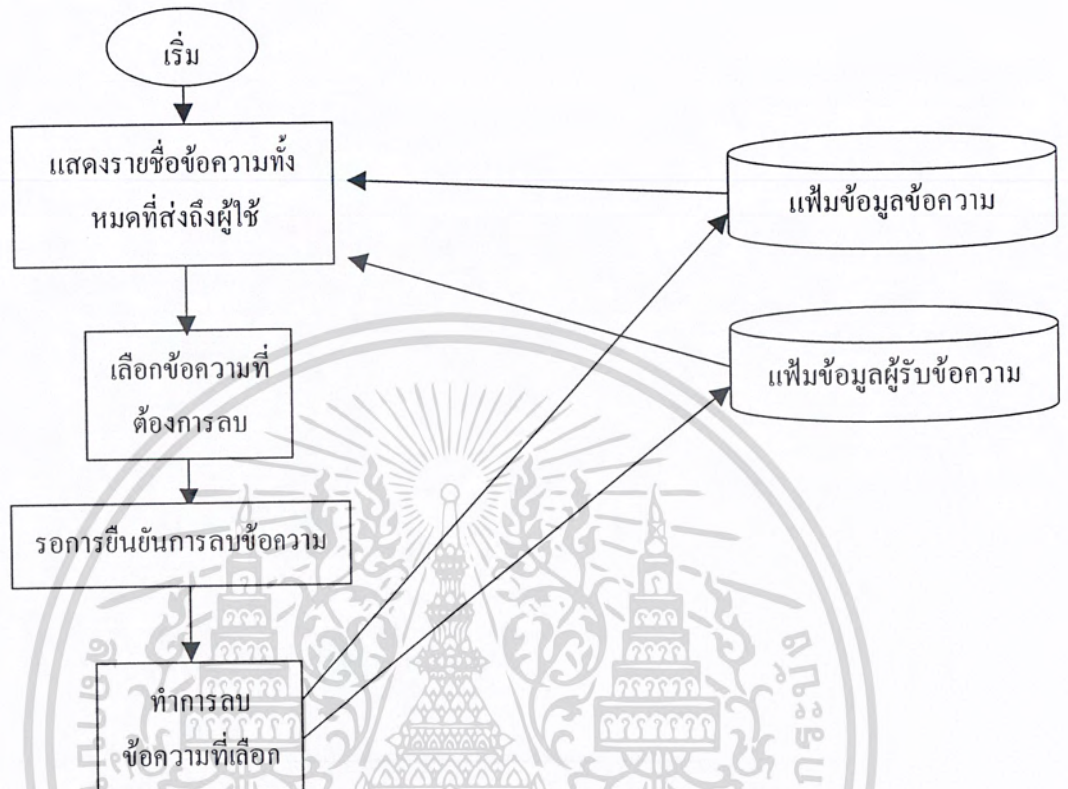 เริ่ม
แสดงรายชื่อข้อความทั้ง
หมดที่ส่งถึงผู้ใช้
แฟ้มข้อมูลข้อความ
แฟ้มข้อมูลผู้รับข้อความ
เลือกข้อความที่
ต้องการลบ
รอการยืนยันการลบข้อความ
ทำการลบ
ข้อความที่เลือก